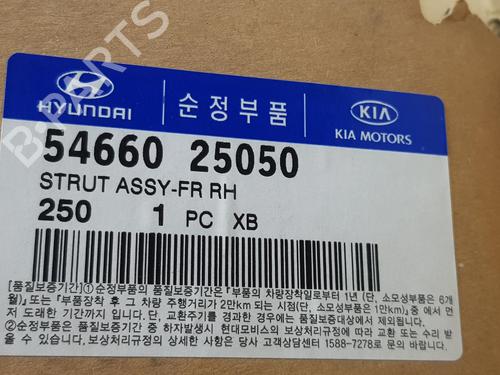 HYUNDAI
순정부품
KIA
KIA MOTORS
54660 25050
STRUT ASSY-FR RH
250 1 PC XB
[품질보증기간]①순정부품의 품질보증기간은「부품의 차량장착일로부터 1년 (단, 소모성부품은 6개
월)」또는「부품장착 후 그 차량 주행거리가 2만km 되는 시점(단, 소모성부품은 1만km)」중 에서 먼
저 도래한 기간까지 입니다. 단, 교환주기를 경과한 경우에는 품질보증대상에서 제외됩니다.
②순정부품은 품질보증기간 중 하자발생시 현대모비스의 보상처리규정에 따라 교환 또는 수리 받
을 수 있습니다. 보상처리규정의 상세한 사항은 당사 고객상담센터 1588-7278로 문의 바랍니다.
B-PARTS